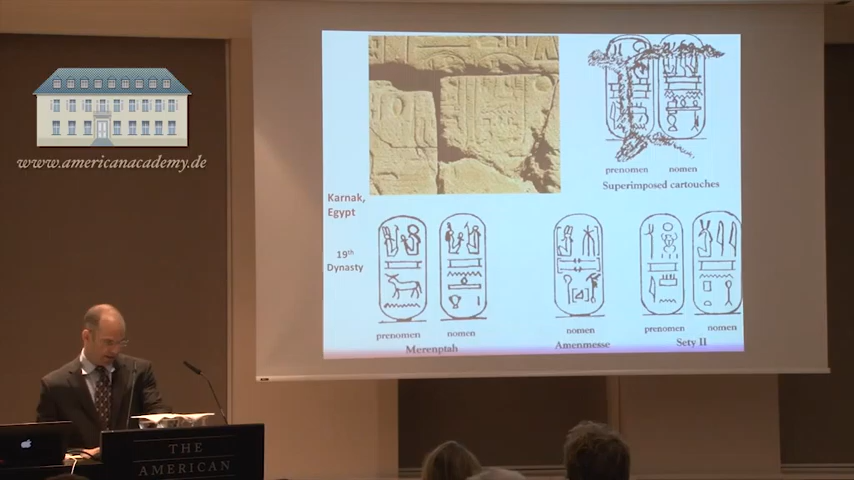 www.americanacademy.de
prenomen nomen
Superimposed cartouches
Karnak,
Egypt
19th
Dynasty
prenomen nomen
Merenptah
nomen
Amenmesse
prenomen nomen
Sety II
THE
AMERICAN